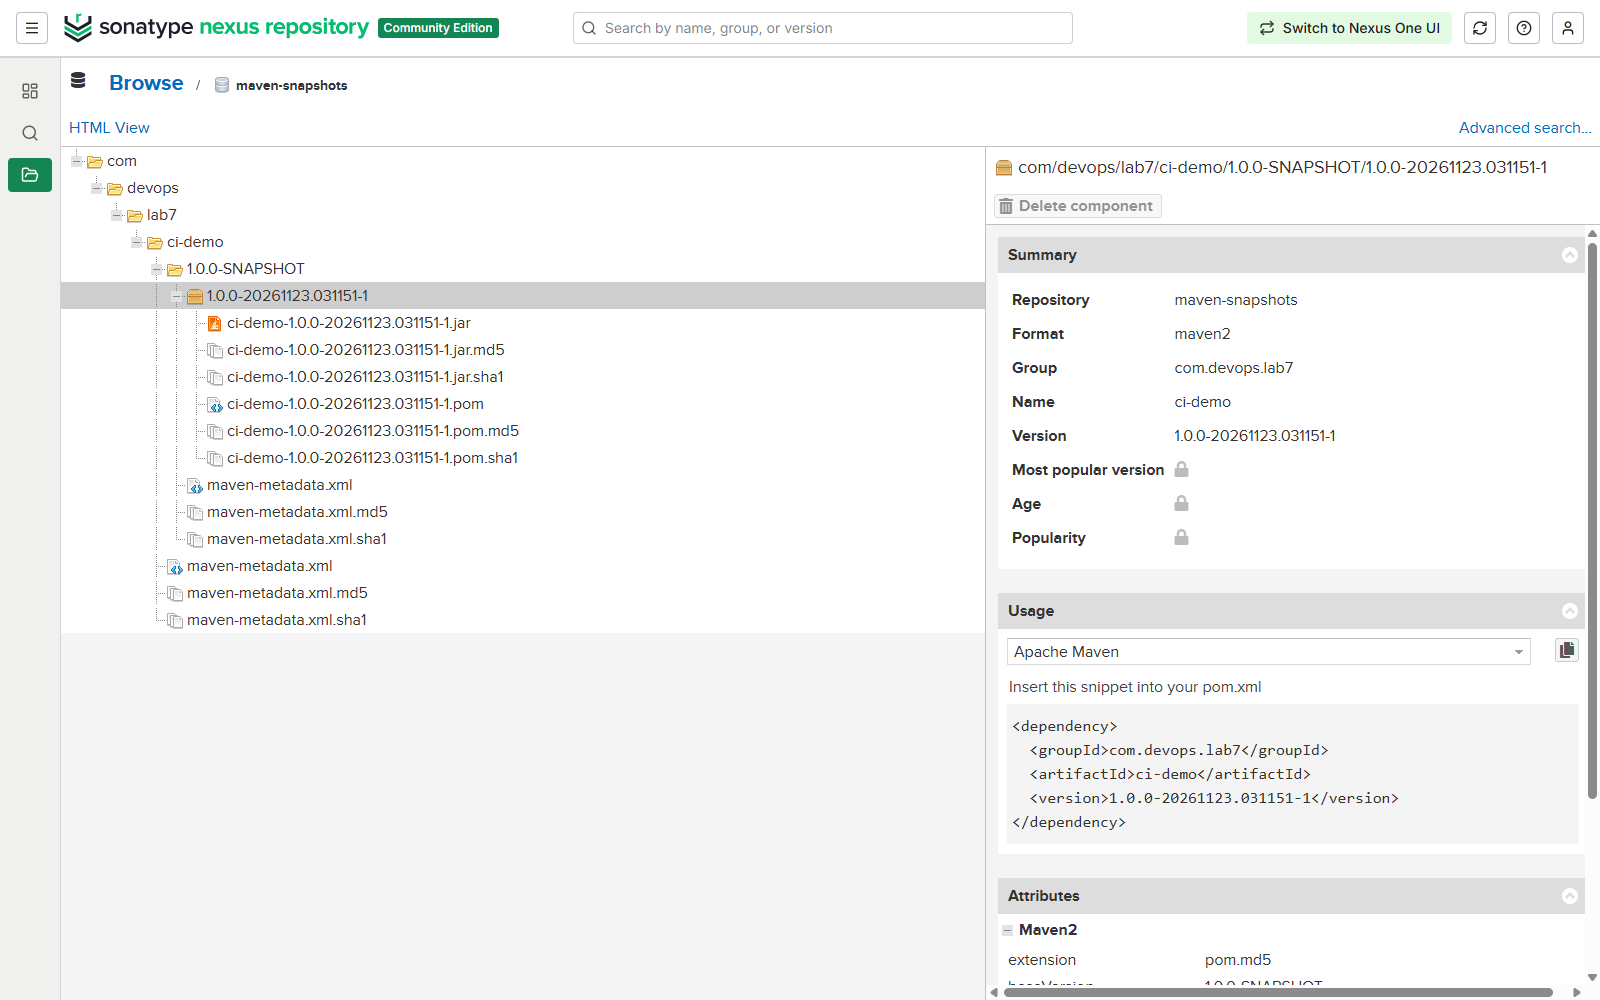 sonatype nexus repository Community Edition
Search by name, group, or version
Switch to Nexus One UI
Browse / maven-snapshots
HTML View
Advanced search...
com
devops
lab7
ci-demo
1.0.0-SNAPSHOT
1.0.0-20261123.031151-1
ci-demo-1.0.0-20261123.031151-1.jar
ci-demo-1.0.0-20261123.031151-1.jar.md5
ci-demo-1.0.0-20261123.031151-1.jar.sha1
ci-demo-1.0.0-20261123.031151-1.pom
ci-demo-1.0.0-20261123.031151-1.pom.md5
ci-demo-1.0.0-20261123.031151-1.pom.sha1
maven-metadata.xml
maven-metadata.xml.md5
maven-metadata.xml.sha1
maven-metadata.xml
maven-metadata.xml.md5
maven-metadata.xml.sha1
com/devops/lab7/ci-demo/1.0.0-SNAPSHOT/1.0.0-20261123.031151-1
Delete component
Summary
Repository maven-snapshots
Format maven2
Group com.devops.lab7
Name ci-demo
Version 1.0.0-20261123.031151-1
Most popular version
Age
Popularity
Usage
Apache Maven
Insert this snippet into your pom.xml
<dependency>
<groupId>com.devops.lab7</groupId>
<artifactId>ci-demo</artifactId>
<version>1.0.0-20261123.031151-1</version>
</dependency>
Attributes
Maven2
extension pom.md5
baseVersion 1.0.0-SNAPSHOT